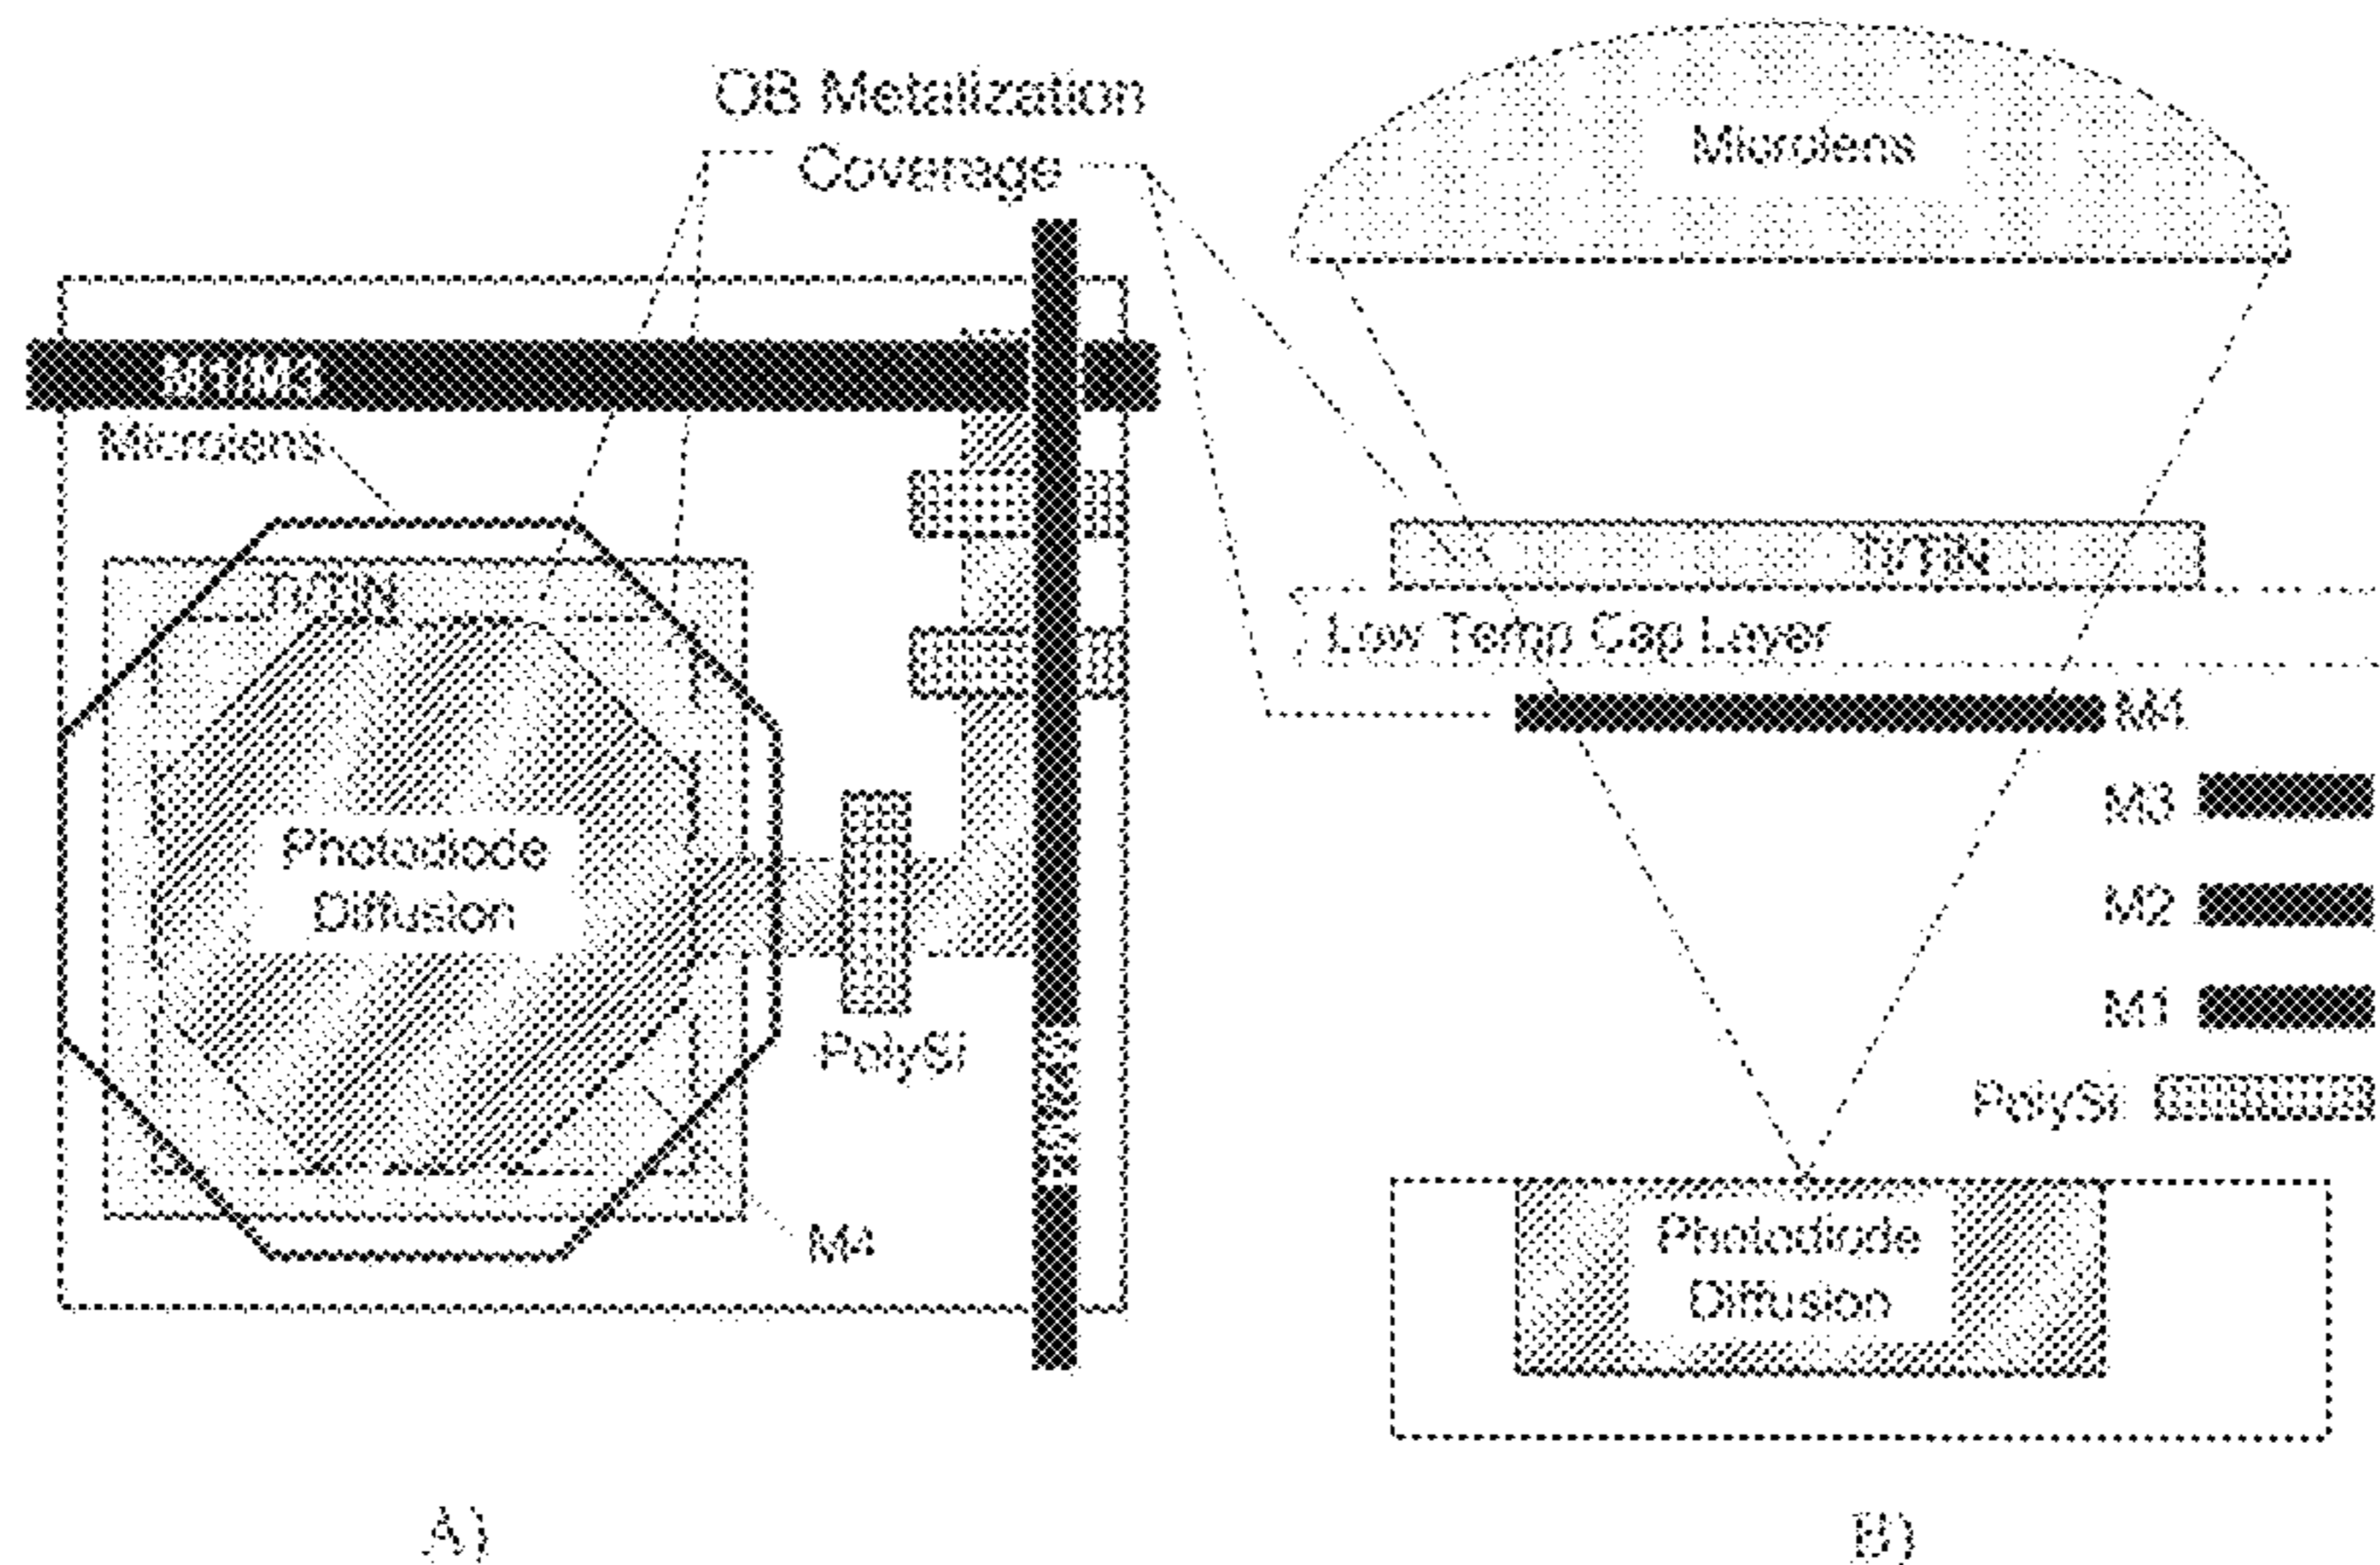 OB Metalization
Coverage
Microlens
M1/M3
Microlens
Ti/TiN
Photodiode
Diffusion
PolySi
M4
Ti/TiN
Low Temp Cap Layer
M4
M3
M2
M1
PolySi
Photodiode
Diffusion
A)
B)